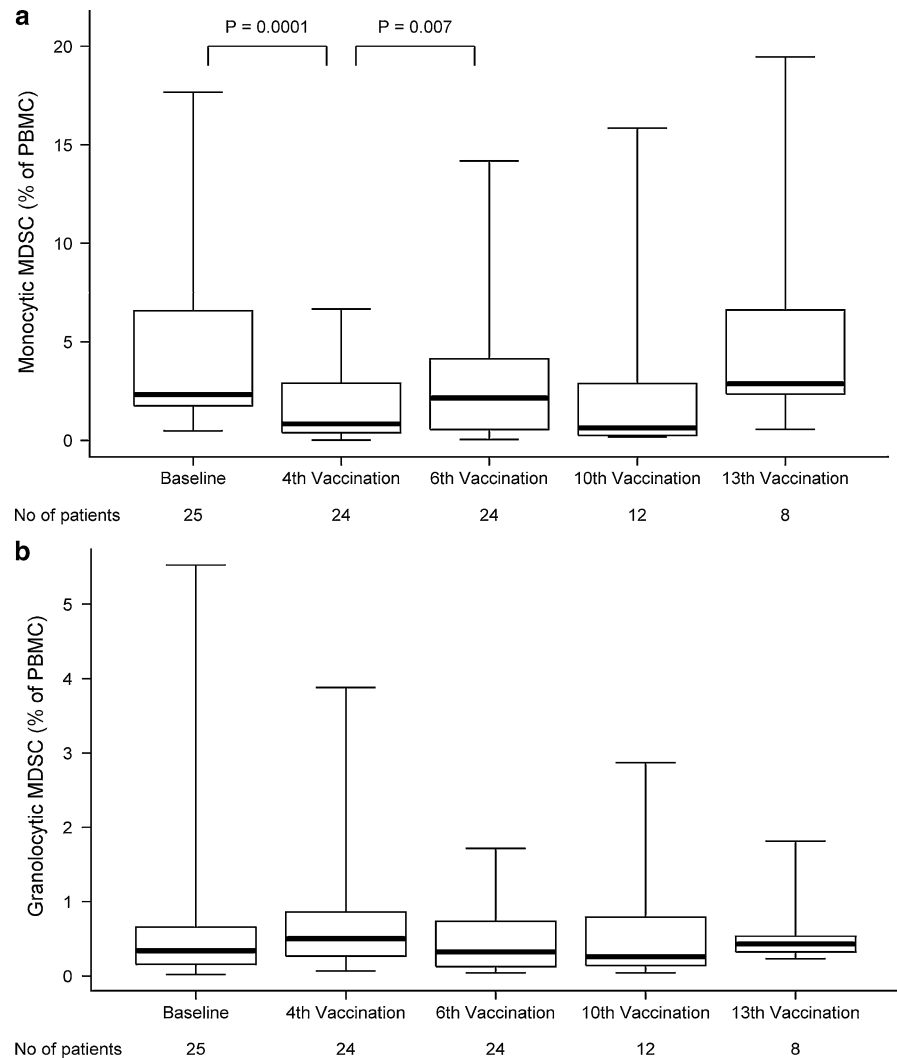 a
P = 0.0001 P = 0.007
Monocytic MDSC (% of PBMC)
20
15
10
5
0
Baseline 4th Vaccination 6th Vaccination 10th Vaccination 13th Vaccination
No of patients 25 24 24 12 8
b
Granolocytic MDSC (% of PBMC)
5
4
3
2
1
0
Baseline 4th Vaccination 6th Vaccination 10th Vaccination 13th Vaccination
No of patients 25 24 24 12 8